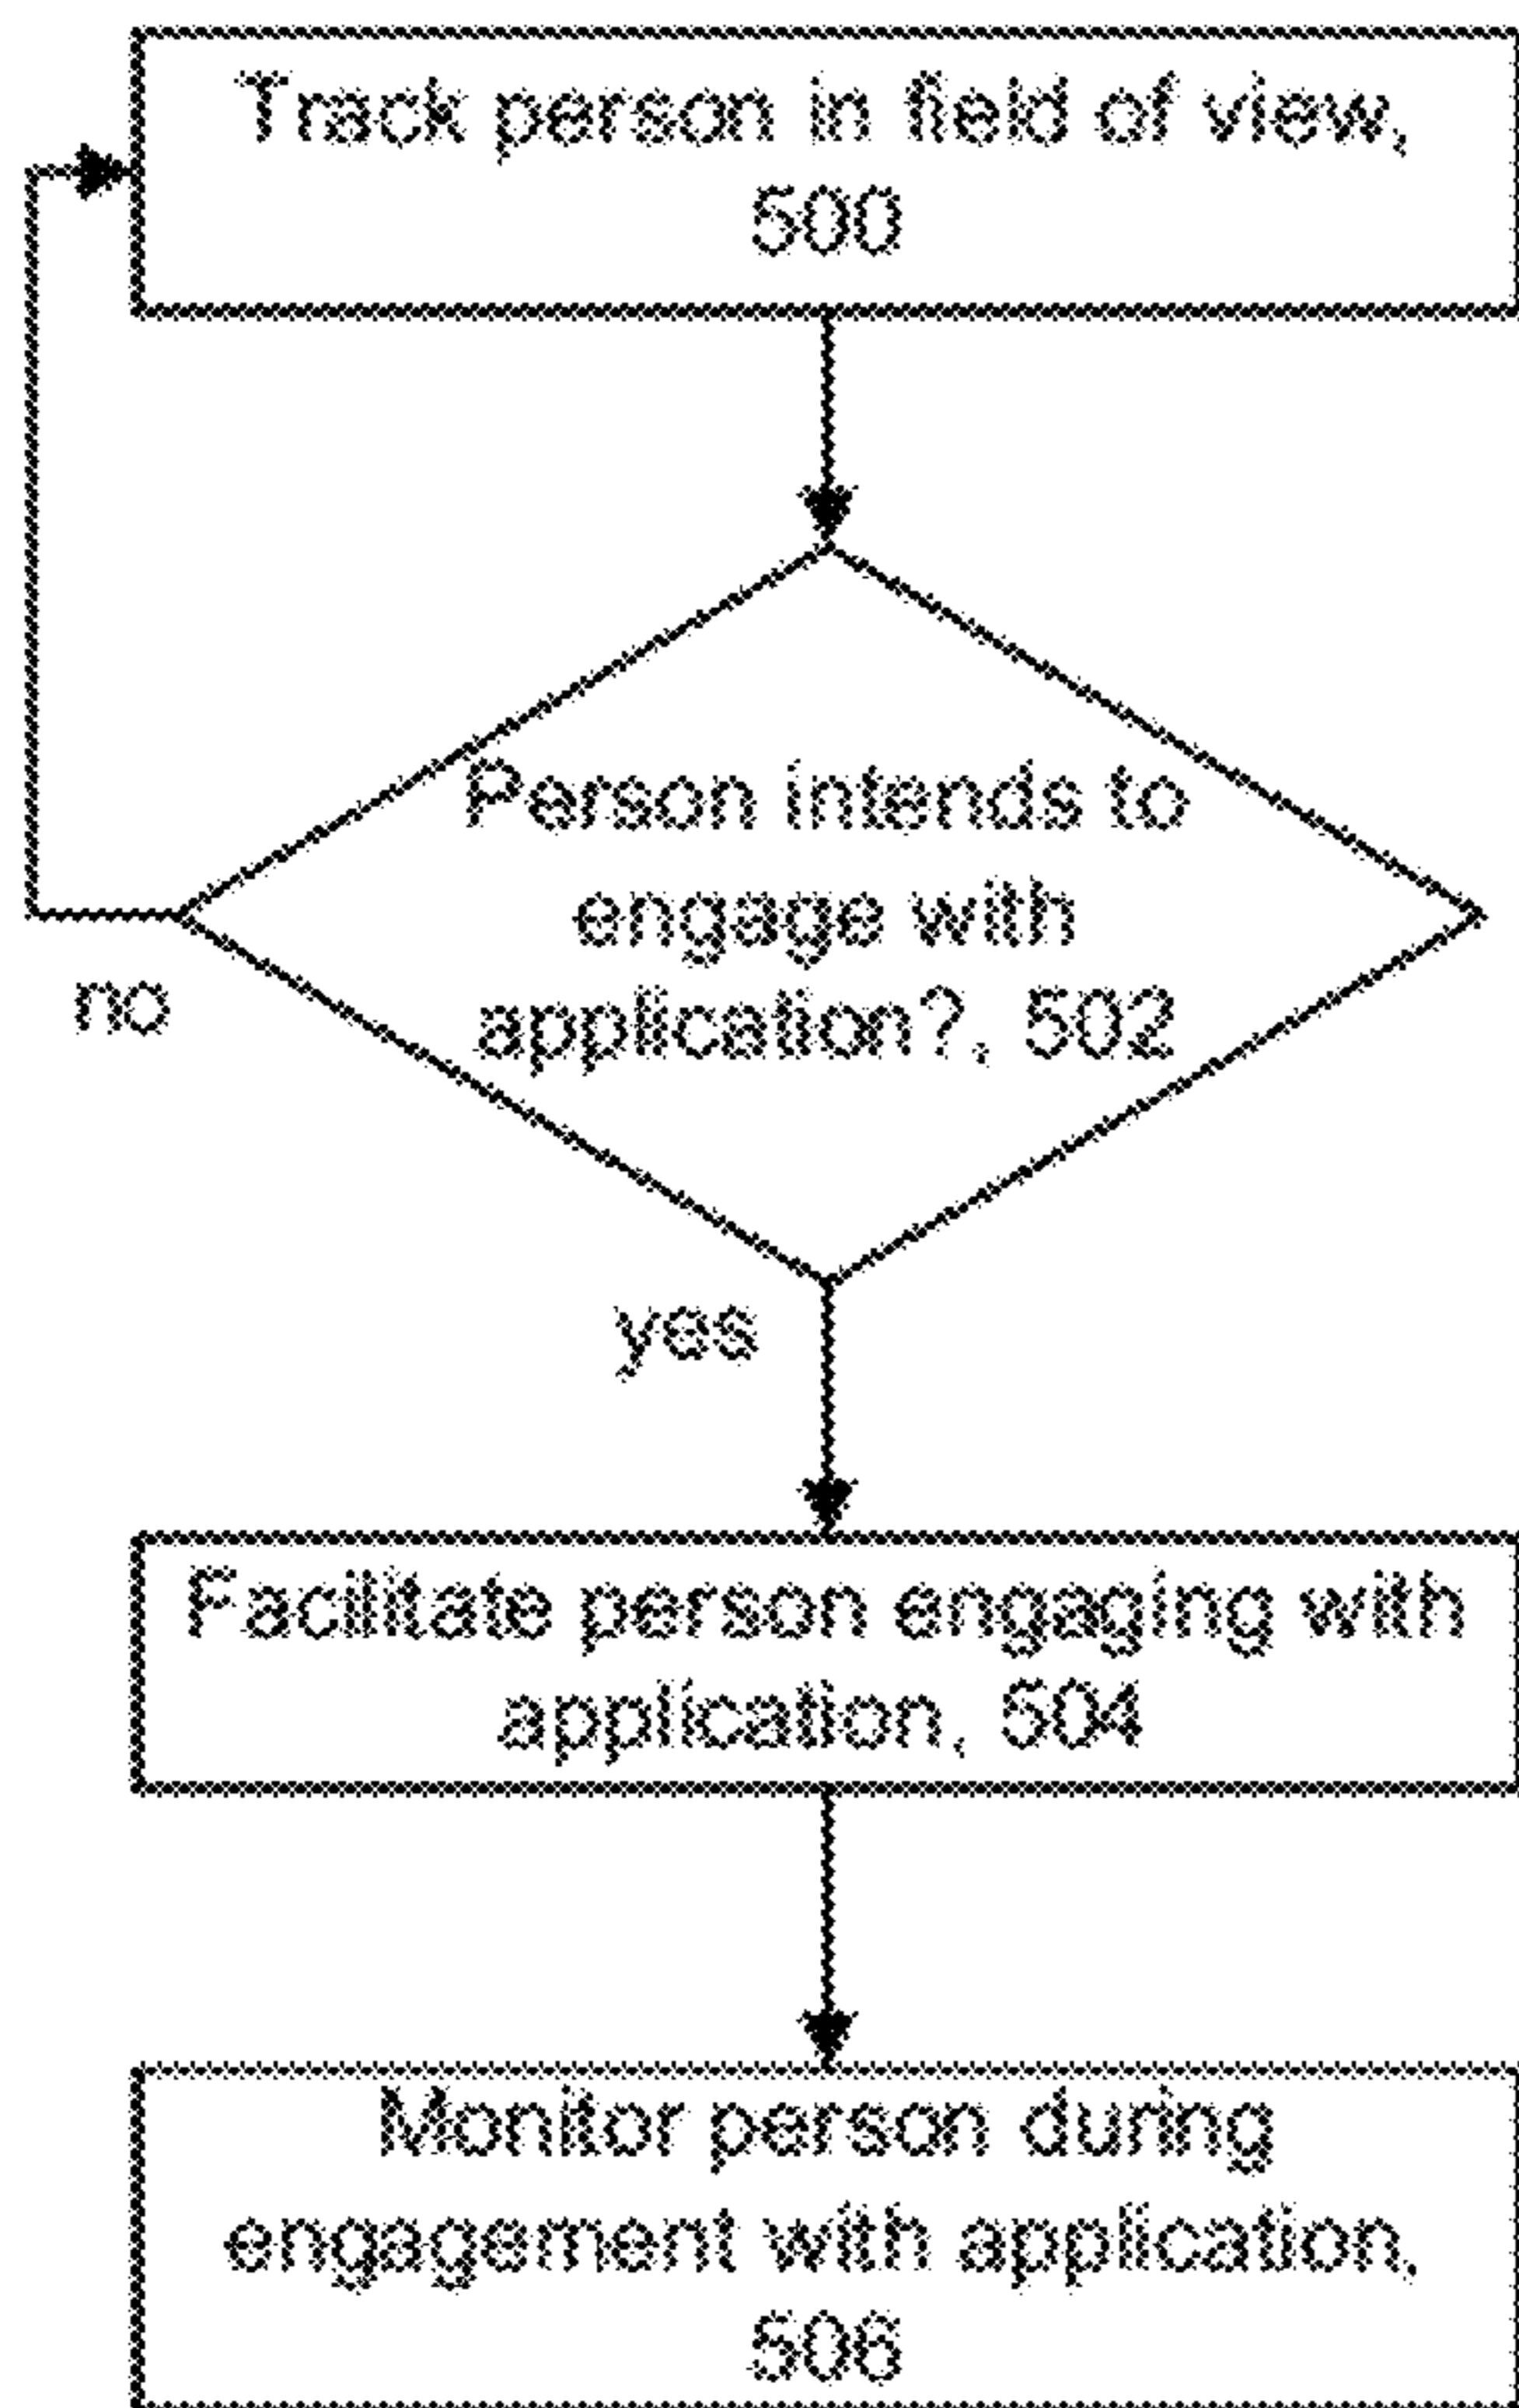 Track person in field of view,
500
Person intends to
engage with
application?, 502
no
yes
Facilitate person engaging with
application, 504
Monitor person during
engagement with application,
506